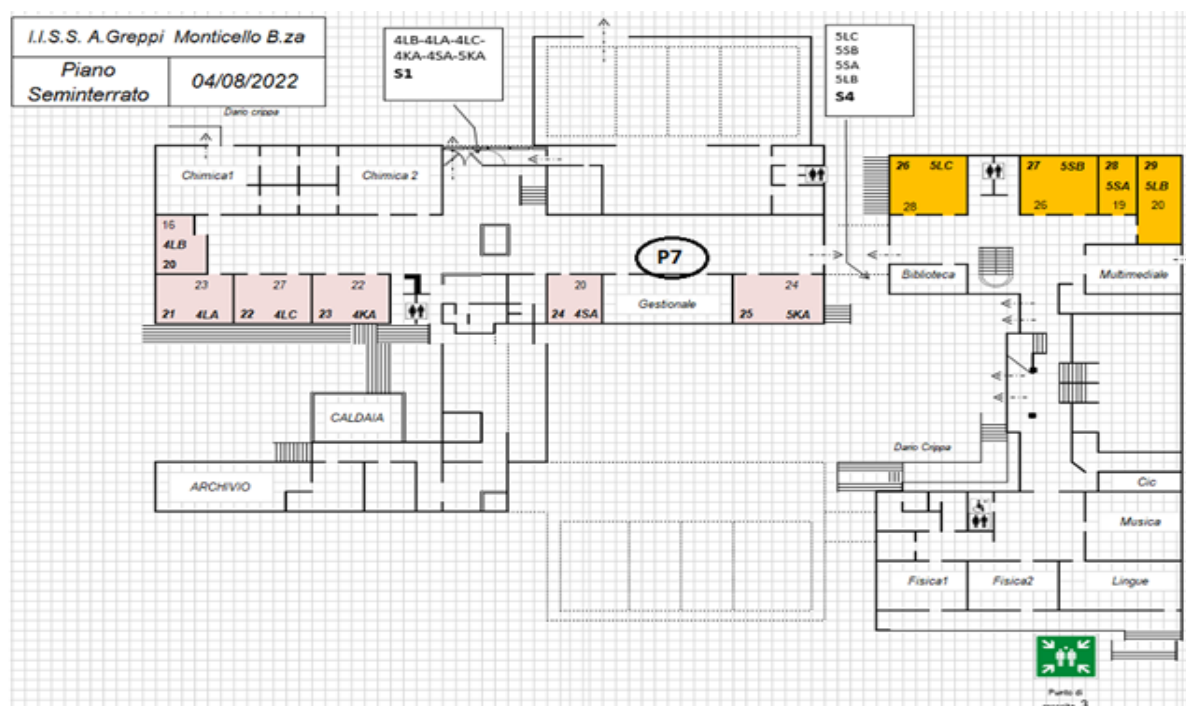 I.I.S.S. A.Greppi Monticello B.za
Piano
Seminterrato
04/08/2022
Dario crippa
4LB-4LA-4LC-
4KA-4SA-5KA
S1
5LC
5SB
5SA
5LB
S4
Chimica1
Chimica 2
26 5LC
28
27 5SB
26
28
5SA
19
29
5LB
20
16
4LB
20
P7
Biblioteca
Multimediale
23
21 4LA
27
22 4LC
22
23 4KA
20
24 4SA
Gestionale
24
25 5KA
CALDAIA
Dario Crippa
ARCHIVIO
Cic
Musica
Fisica1
Fisica2
Lingue
Punto di
3